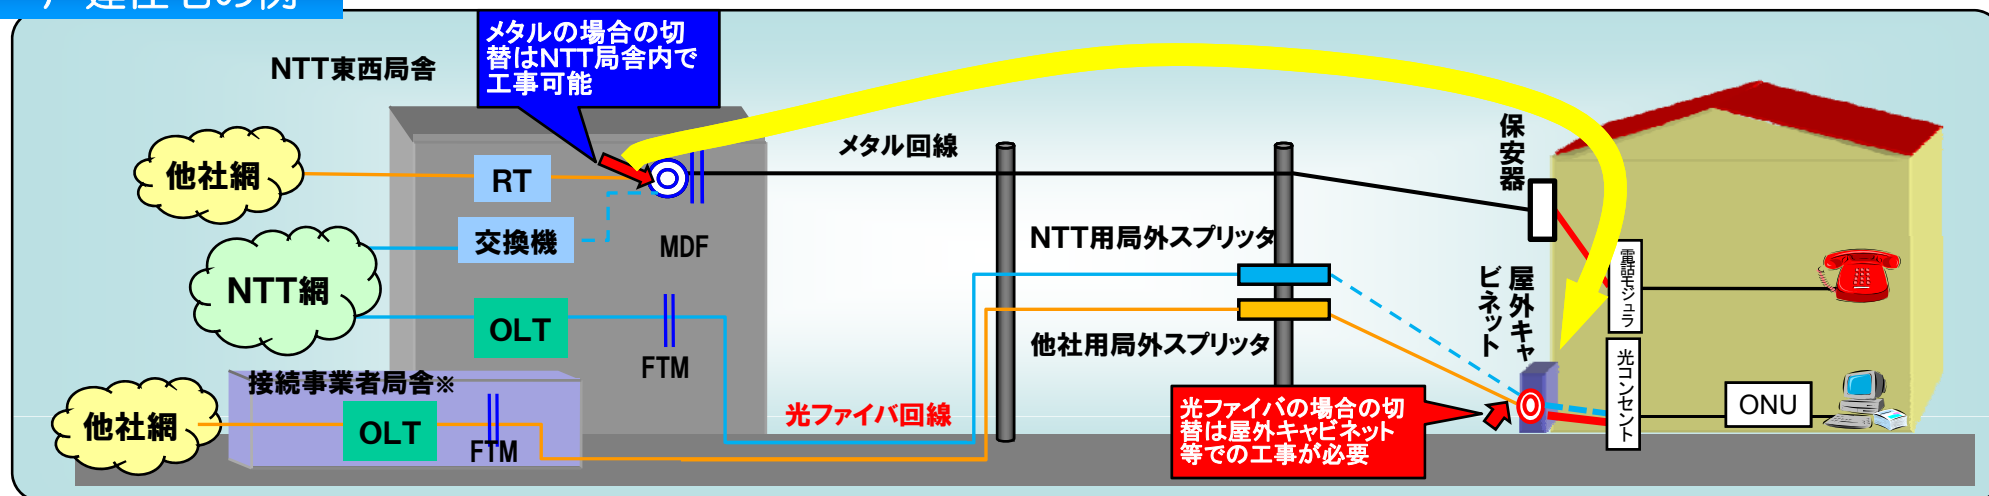 戸建住宅の例
メタルの場合の切
替はNTT局舎内で
工事可能
NTT東西局舎
他社網
RT
メタル回線
保安器
交換機
MDF
NTT用局外スプリッタ
電話モジュラ
NTT網
OLT
屋外キャ
ビネット
他社用局外スプリッタ
FTM
光コンセント
接続事業者局舎※
他社網
OLT
FTM
光ファイバ回線
光ファイバの場合の切
替は屋外キャビネット
等での工事が必要
ONU